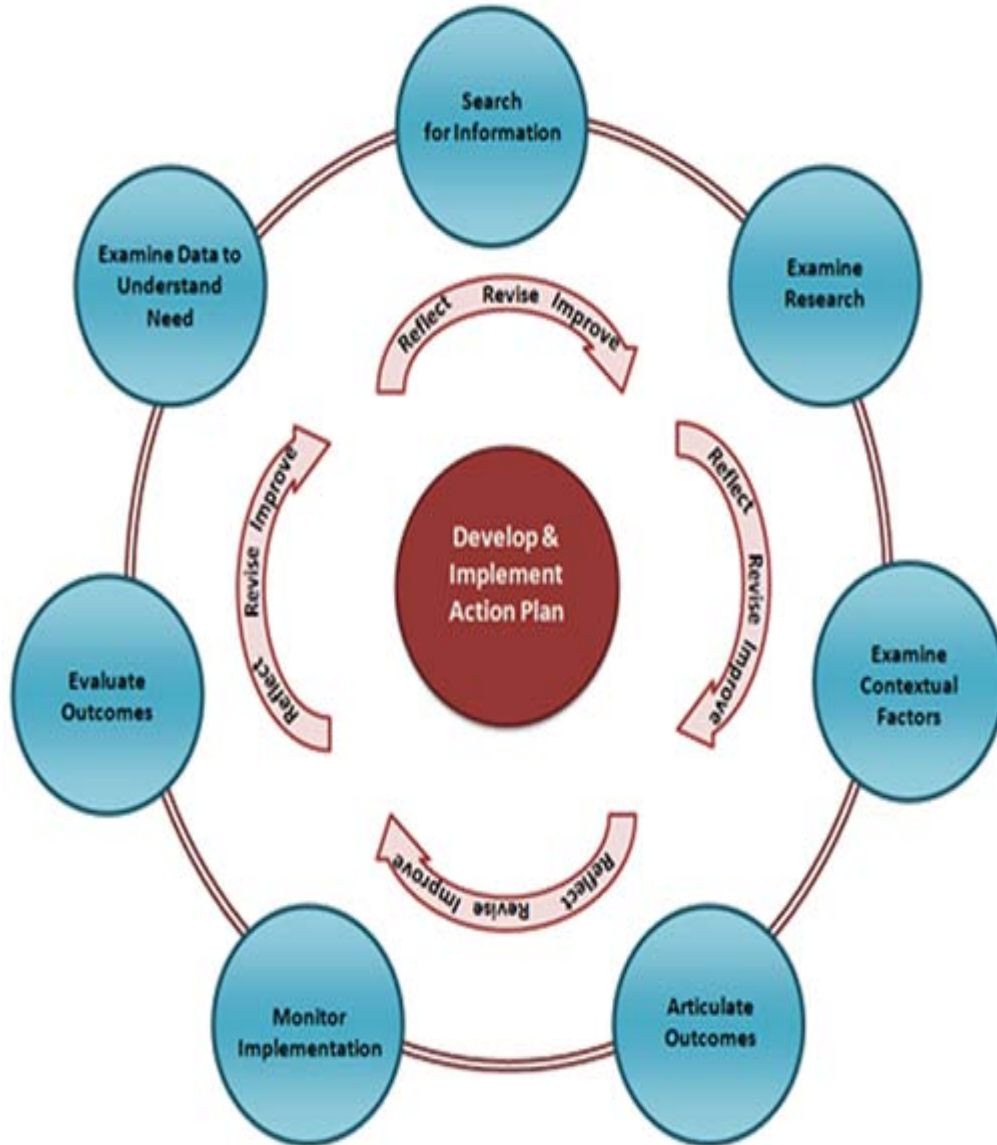 Search
for Information
Examine
Research
Examine
Contextual
Factors
Articulate
Outcomes
Monitor
Implementation
Evaluate
Outcomes
Examine Data to
Understand
Need
Reflect Revise Improve
Reflect Revise Improve
Reflect Revise Improve
Reflect Revise Improve
Develop &
Implement
Action Plan